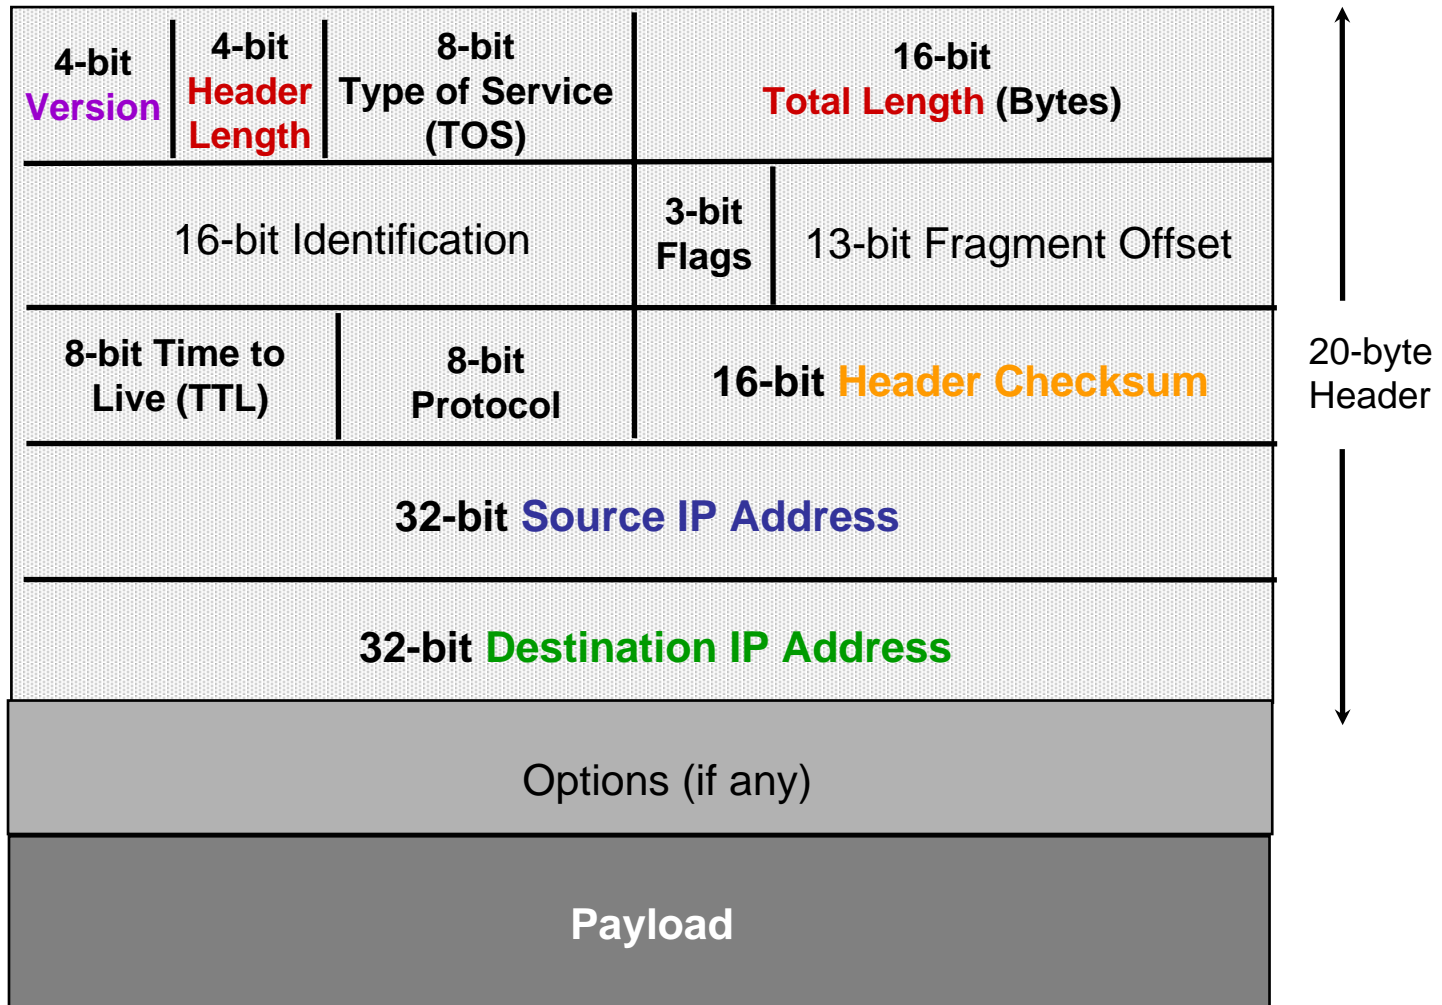 4-bit
Version
4-bit
Header
Length
8-bit
Type of Service
(TOS)
16-bit
Total Length (Bytes)
16-bit Identification
3-bit
Flags
13-bit Fragment Offset
8-bit Time to
Live (TTL)
8-bit
Protocol
16-bit Header Checksum
20-byte
Header
32-bit Source IP Address
32-bit Destination IP Address
Options (if any)
Payload